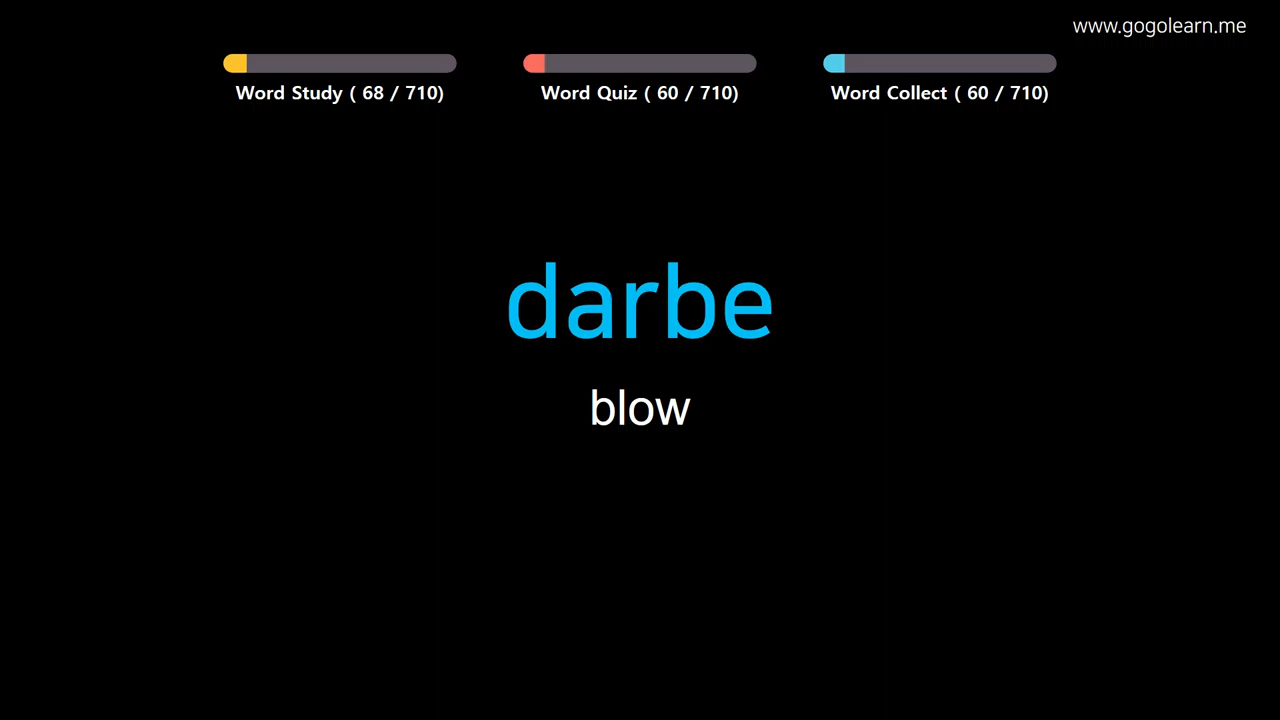 www.gogolearn.me
Word Study ( 68 / 710)
Word Quiz ( 60 / 710)
Word Collect ( 60 / 710)
darbe
blow